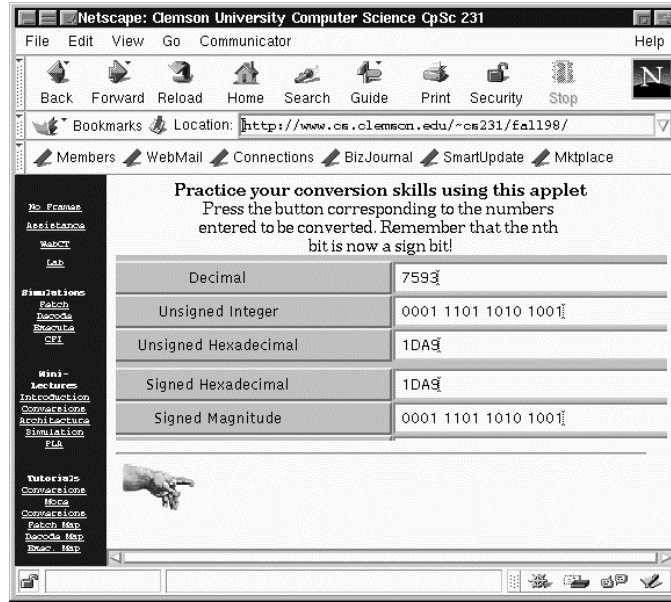 Netscape: Clemson University Computer Science CpSc 231
File Edit View Go Communicator Help
Back Forward Reload Home Search Guide Print Security Stop
N
Bookmarks Location: http://www.cs.clemson.edu/~cs231/fall98/
Members WebMail Connections BizJournal SmartUpdate Mktplace
No Frames
Assistance
WebCT
Lab
Simulations
Fetch
Decode
Execute
CPI
Mini-
Lectures
Introduction
Conversions
Architecture
Simulation
PLA
Tutorials
Conversions
More
Conversions
Fetch Map
Decode Map
Exec. Map
Practice your conversion skills using this applet
Press the button corresponding to the numbers
entered to be converted. Remember that the nth
bit is now a sign bit!
Decimal 7593
Unsigned Integer 0001 1101 1010 1001
Unsigned Hexadecimal 1DA9
Signed Hexadecimal 1DA9
Signed Magnitude 0001 1101 1010 1001